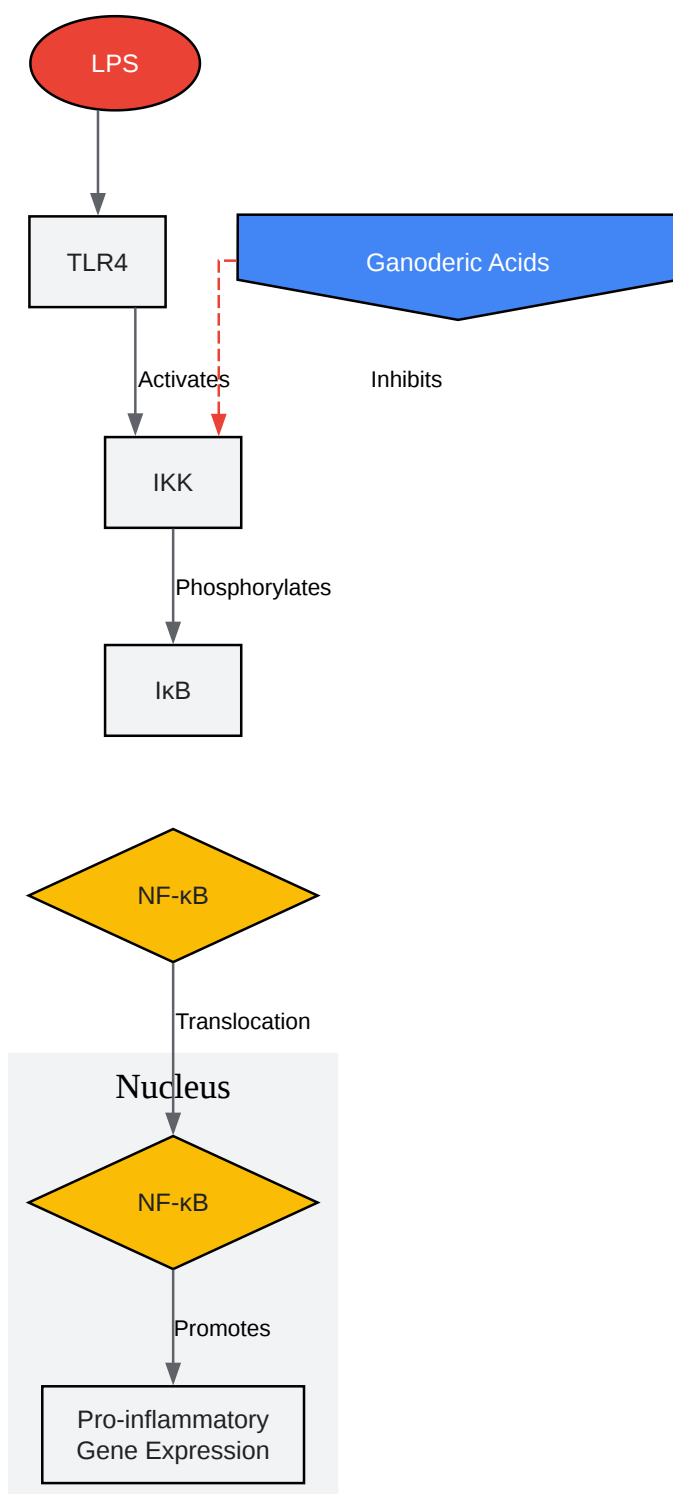 LPS
TLR4
Ganoderic Acids
Activates
Inhibits
IKK
Phosphorylates
IκB
NF-κB
Translocation
Nucleus
NF-κB
Promotes
Pro-inflammatory
Gene Expression